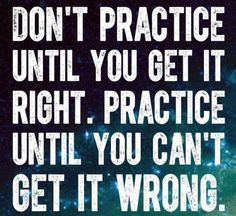 DON'T PRACTICE
UNTIL YOU GET IT
RIGHT. PRACTICE
UNTIL YOU CAN'T
GET IT WRONG.